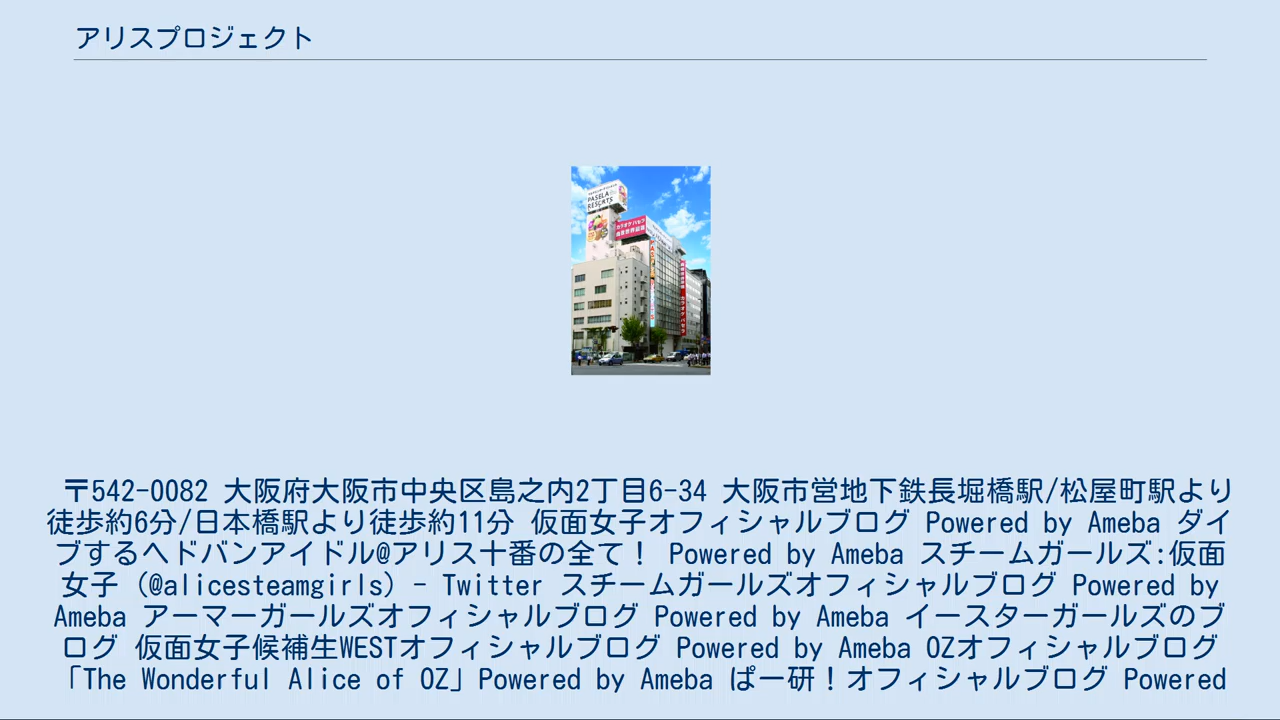 アリスプロジェクト
PASELA
RESORTS
カラオケ パセラ
〒542-0082 大阪府大阪市中央区島之内2丁目6-34 大阪市営地下鉄長堀橋駅/松屋町駅より
徒歩約6分/日本橋駅より徒歩約11分 仮面女子オフィシャルブログ Powered by Ameba ダイ
ブするヘドバンアイドル@アリス十番の全て！ Powered by Ameba スチームガールズ:仮面
女子 (@alicesteamgirls) - Twitter スチームガールズオフィシャルブログ Powered by
Ameba アーマーガールズオフィシャルブログ Powered by Ameba イースターガールズのブ
ログ 仮面女子候補生WESTオフィシャルブログ Powered by Ameba OZオフィシャルブログ
「The Wonderful Alice of OZ」Powered by Ameba ぱー研！オフィシャルブログ Powered